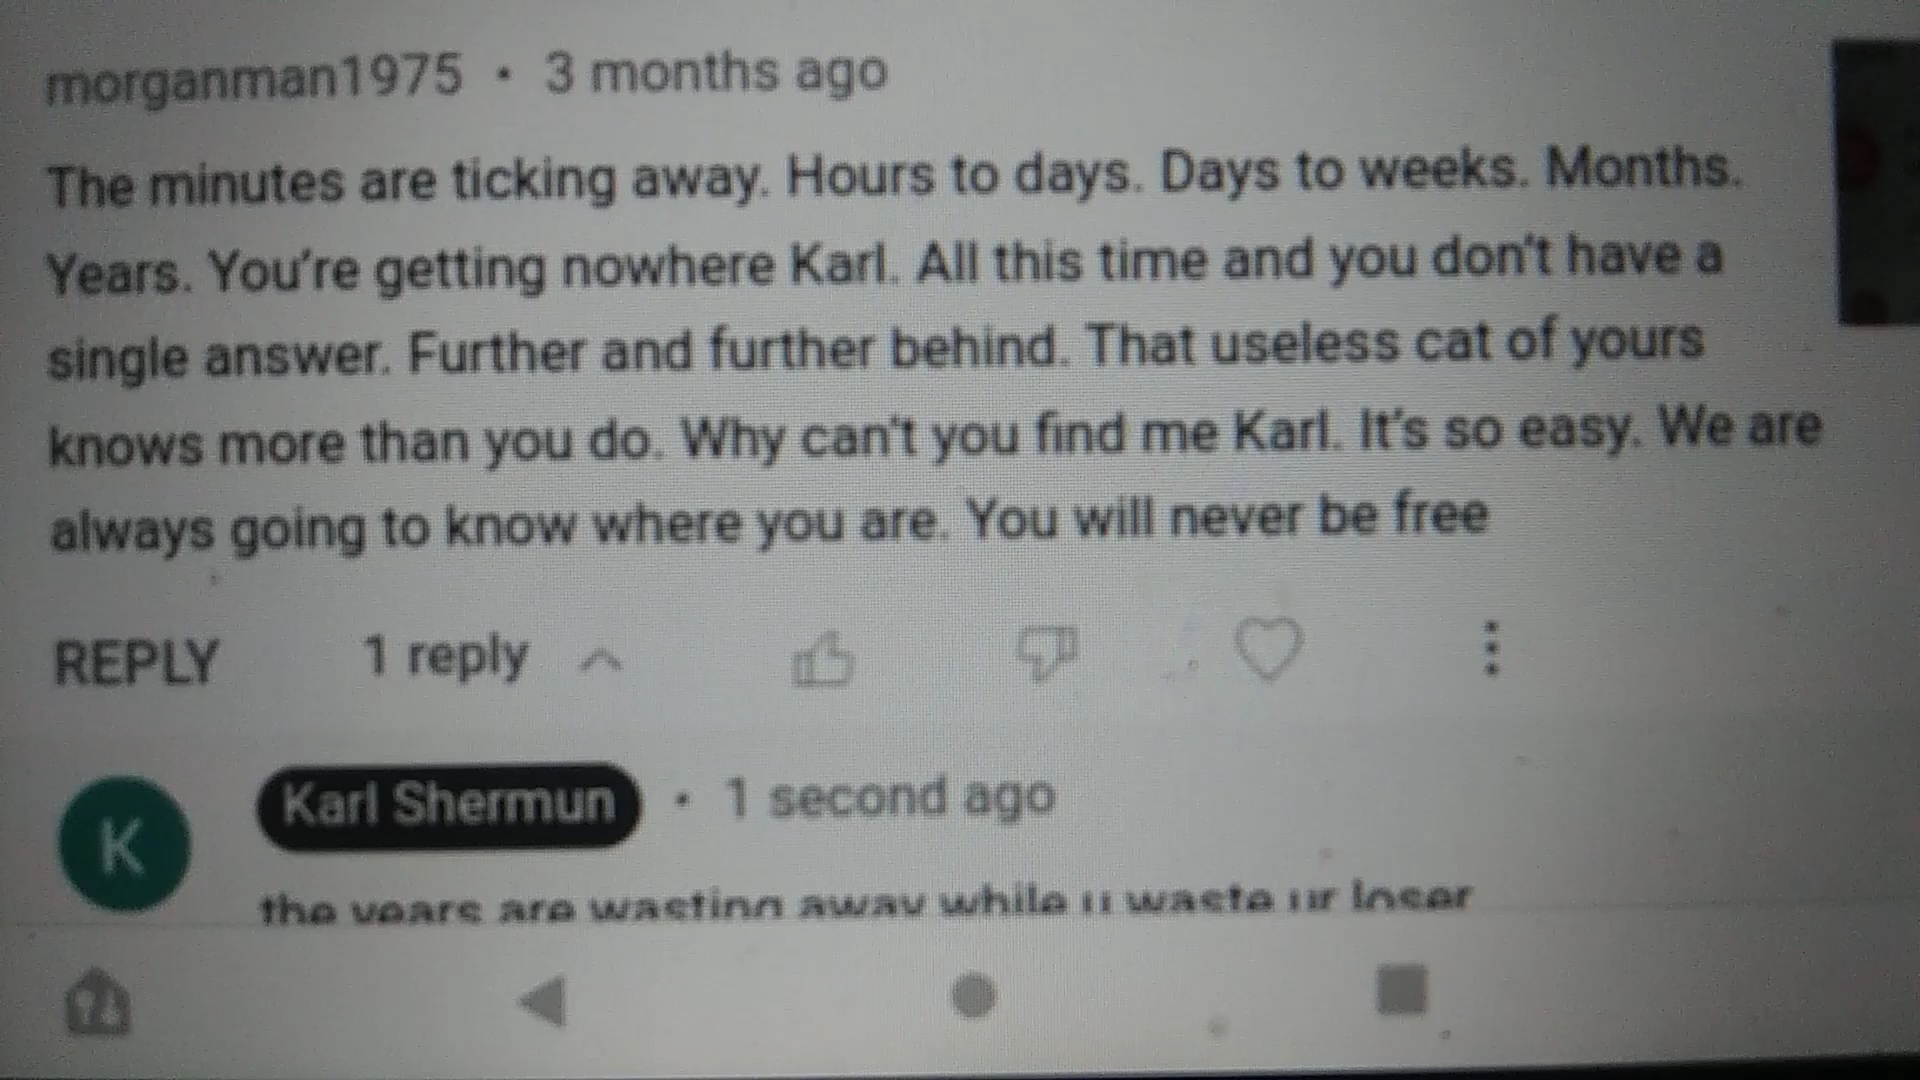 morganman1975 • 3 months ago
The minutes are ticking away. Hours to days. Days to weeks. Months.
Years. You're getting nowhere Karl. All this time and you don't have a
single answer. Further and further behind. That useless cat of yours
knows more than you do. Why can't you find me Karl. It's so easy. We are
always going to know where you are. You will never be free
REPLY 1 reply
K
Karl Shermun • 1 second ago
the years are wasting away while u waste ur loser